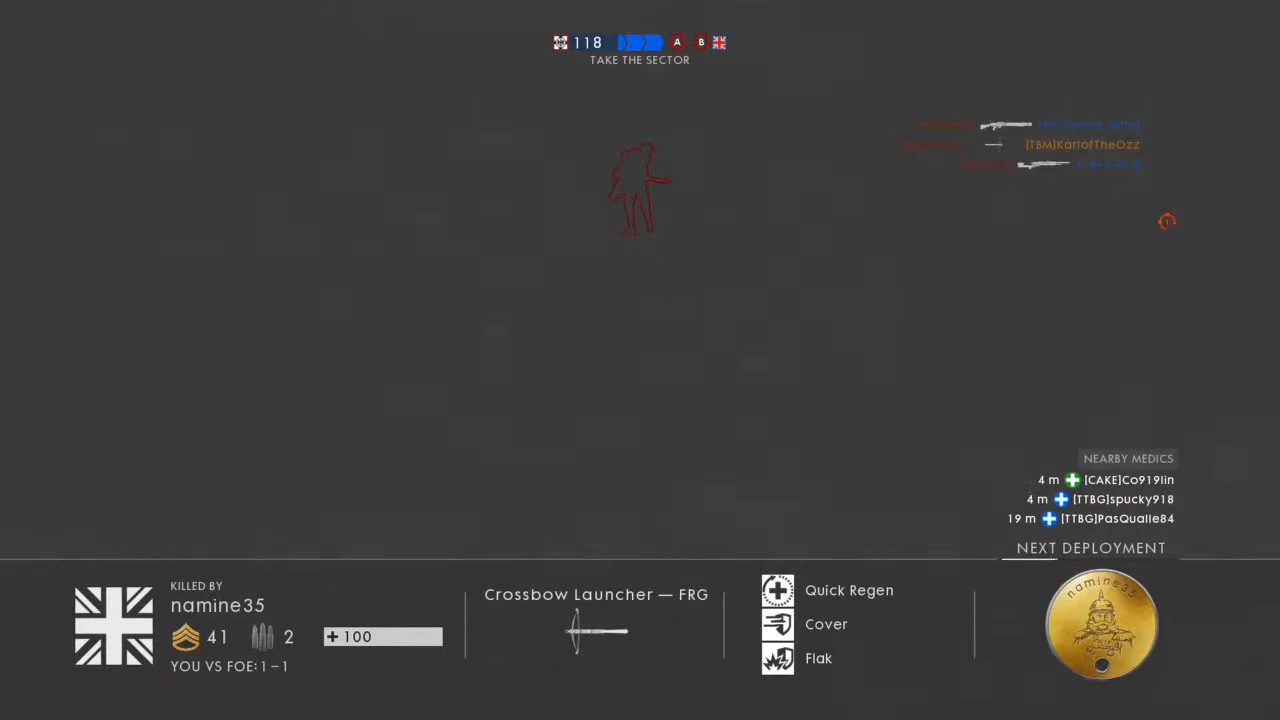 118 A B
TAKE THE SECTOR
[TBM]KarlofTheOzz
NEARBY MEDICS
4 m [CAKE]Co919lin
4 m [TTBG]spucky918
19 m [TTBG]PasQualle84
NEXT DEPLOYMENT
KILLED BY
namine35
41 2 100
YOU VS FOE: 1 – 1
Crossbow Launcher — FRG
Quick Regen
Cover
Flak
namine35